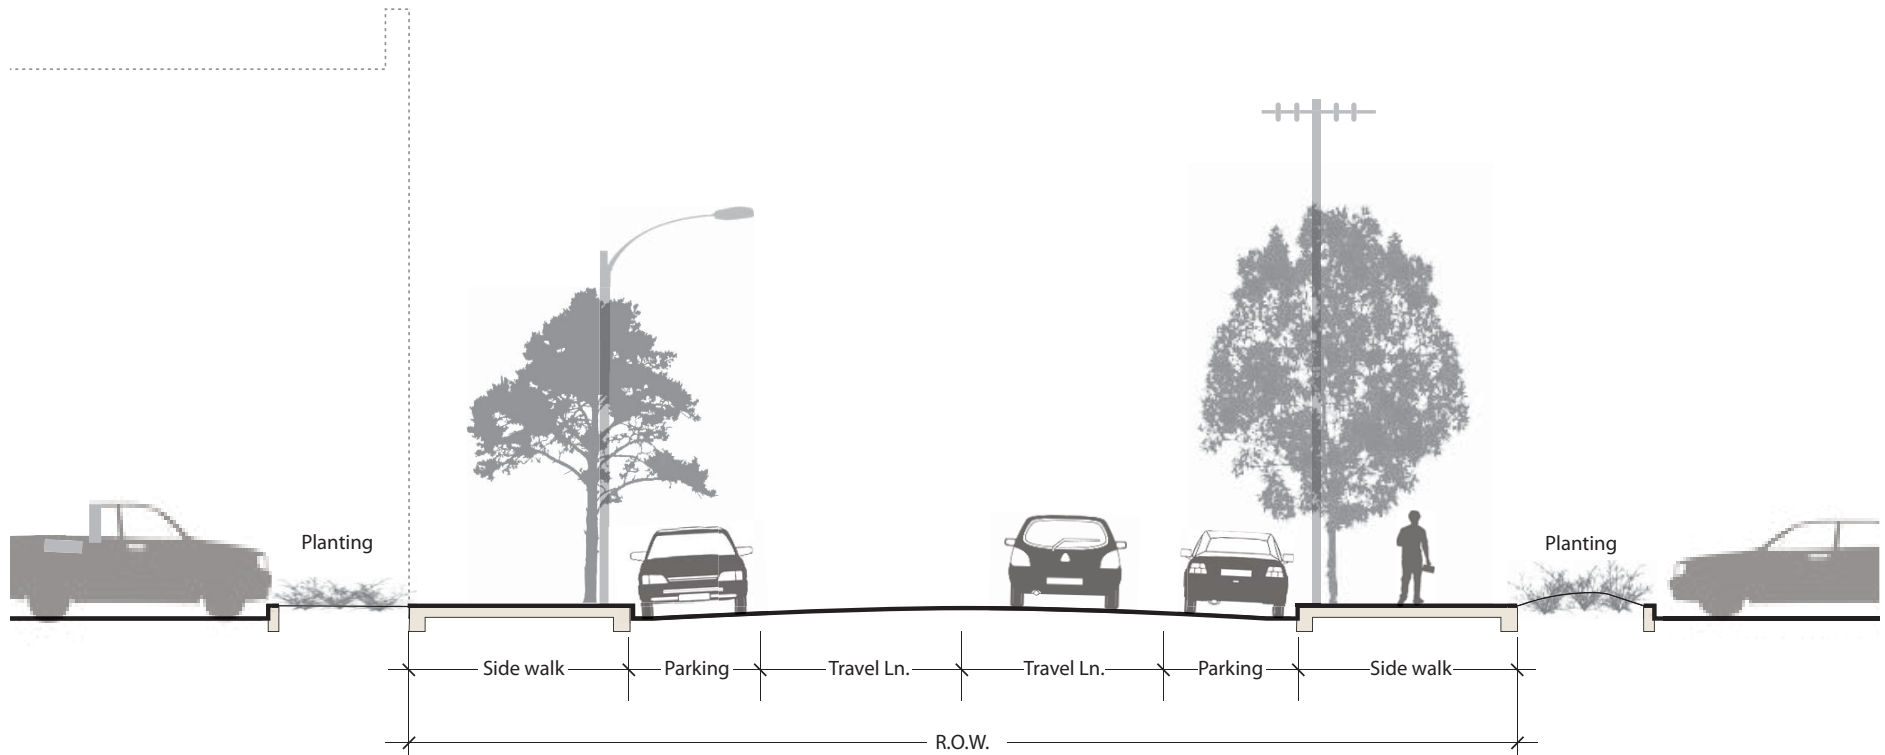 Planting
Planting
Side walk
Parking
Travel Ln.
Travel Ln.
Parking
Side walk
R.O.W.